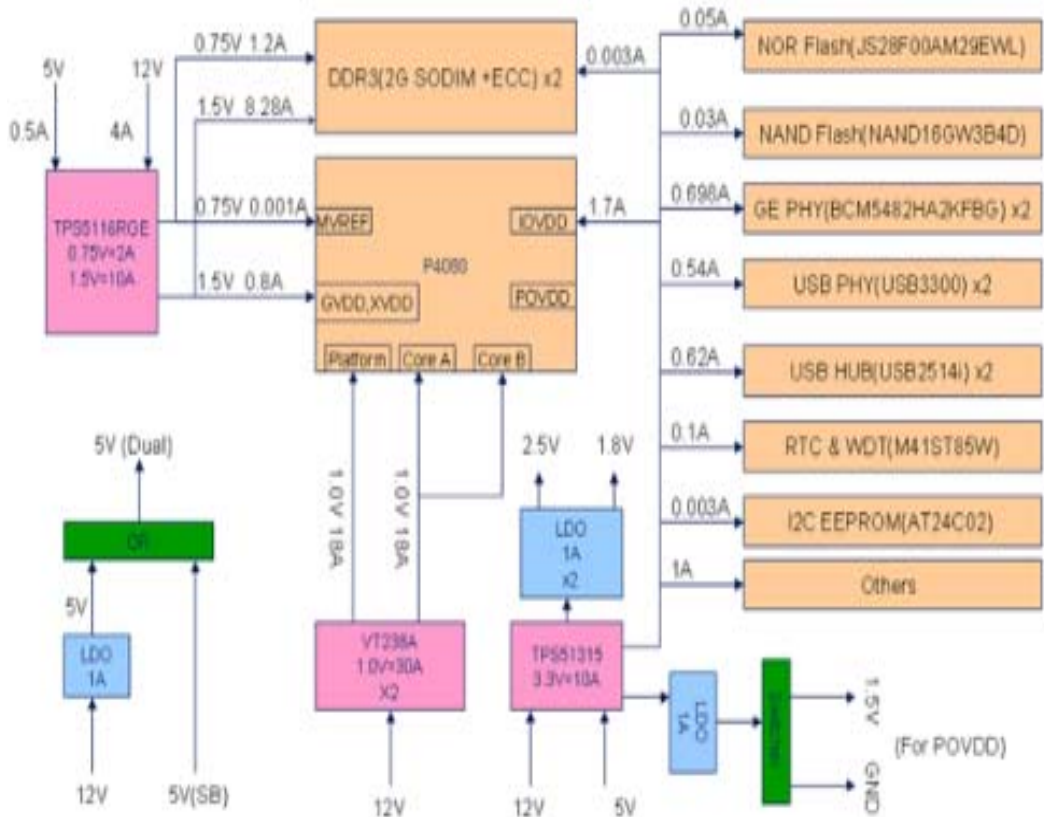 5V
12V
0.5A
4A
0.75V 1.2A
1.5V 8.28A
0.75V 0.001A
1.5V 0.8A
TPS5116RGE
0.75V=2A
1.5V=10A
DDR3(2G SODIM +ECC) x2
0.003A
MVREF
IOVDD
1.7A
GVDD,XVDD
POVDD
Platform
Core A
Core B
0.05A
NOR Flash(JS28F00AM29EWL)
0.03A
NAND Flash(NAND16GW3B4D)
0.698A
GE PHY(BCM5482HA2KFBG) x2
0.54A
USB PHY(USB3300) x2
0.62A
USB HUB(USB2514i) x2
0.1A
RTC & WDT(M41ST85W)
0.003A
I2C EEPROM(AT24C02)
1A
Others
5V (Dual)
OR
5V
LDO
1A
12V
5V(SB)
1.0V 18A
1.0V 18A
VT238A
1.0V=30A
X2
12V
2.5V
1.8V
LDO
1A
x2
TPS51315
3.3V=10A
12V
5V
LDO
1A
1.5V
GND
(For POVDD)